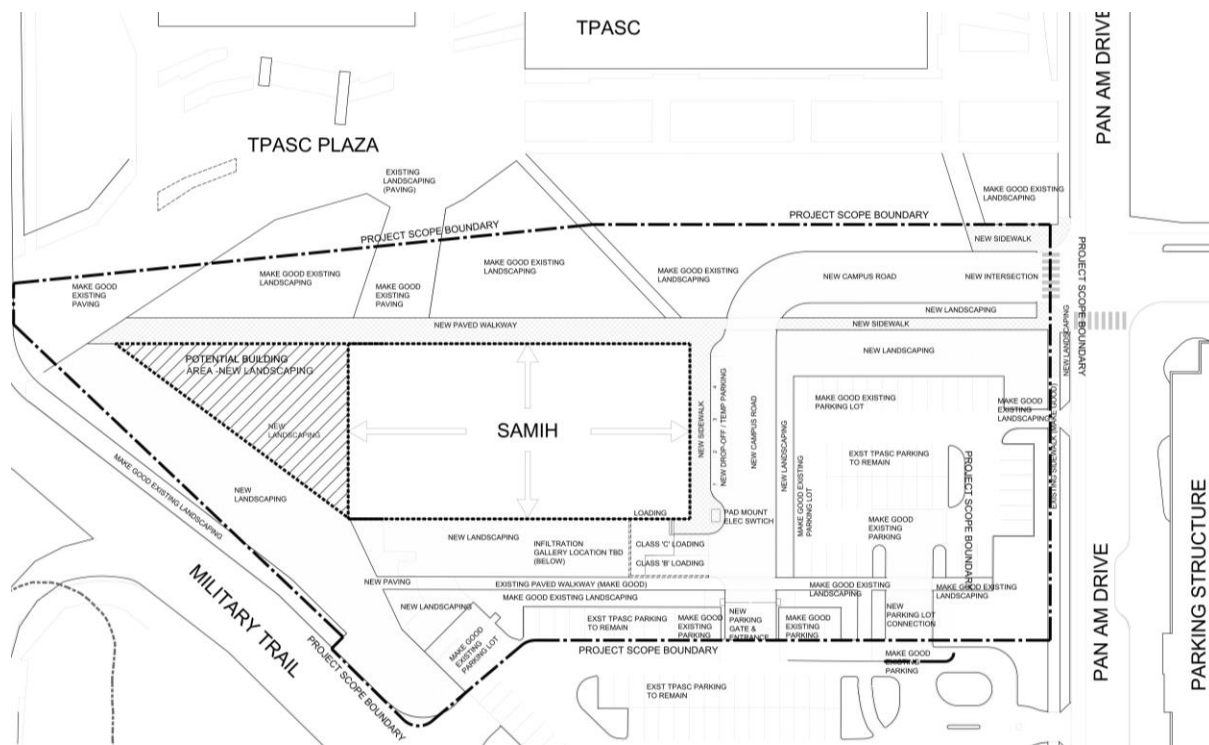 TPASC
PAN AM DRIVE
TPASC PLAZA
EXISTING
LANDSCAPING
(PAVING)
MAKE GOOD EXISTING
LANDSCAPING
PROJECT SCOPE BOUNDARY
PROJECT SCOPE BOUNDARY
NEW SIDEWALK
PROJECT SCOPE BOUNDARY
MAKE GOOD
EXISTING
PAVING
MAKE GOOD EXISTING
LANDSCAPING
MAKE GOOD
EXISTING
PAVING
MAKE GOOD EXISTING
LANDSCAPING
MAKE GOOD EXISTING
LANDSCAPING
NEW CAMPUS ROAD
NEW INTERSECTION
NEW LANDSCAPING
NEW PAVED WALKWAY
NEW SIDEWALK
NEW LANDSCAPING
POTENTIAL BUILDING
AREA -NEW LANDSCAPING
NEW LANDSCAPING
MAKE GOOD EXISTING
PARKING LOT
MAKE GOOD
EXISTING
LANDSCAPING
NEW
LANDSCAPING
SAMIH
NEW SIDEWALK
1 2 3 4
NEW DROP-OFF / TEMP PARKING
NEW CAMPUS ROAD
NEW LANDSCAPING
MAKE GOOD EXISTING
PARKING LOT
EXST TPASC PARKING
TO REMAIN
PROJECT SCOPE BOUNDARY
EXISTING SIDEWALK (MAKE GOOD)
MAKE GOOD EXISTING LANDSCAPING
NEW
LANDSCAPING
LOADING
PAD MOUNT
ELEC SWTICH
MAKE GOOD
EXISTING
PARKING
NEW LANDSCAPING
INFILTRATION
GALLERY LOCATION TBD
(BELOW)
CLASS 'C' LOADING
CLASS 'B' LOADING
NEW PAVING
EXISTING PAVED WALKWAY (MAKE GOOD)
MAKE GOOD EXISTING
LANDSCAPING
MAKE GOOD EXISTING
LANDSCAPING
MAKE GOOD EXISTING LANDSCAPING
NEW LANDSCAPING
EXST TPASC PARKING
TO REMAIN
MAKE GOOD
EXISTING
PARKING
NEW
PARKING
GATE &
ENTRANCE
MAKE GOOD
EXISTING
PARKING
NEW
PARKING LOT
CONNECTION
MAKE GOOD
EXISTING
PARKING LOT
MILITARY TRAIL
PROJECT SCOPE BOUNDARY
PROJECT SCOPE BOUNDARY
MAKE GOOD
EXISTING
PARKING
EXST TPASC PARKING
TO REMAIN
PAN AM DRIVE
PARKING STRUCTURE